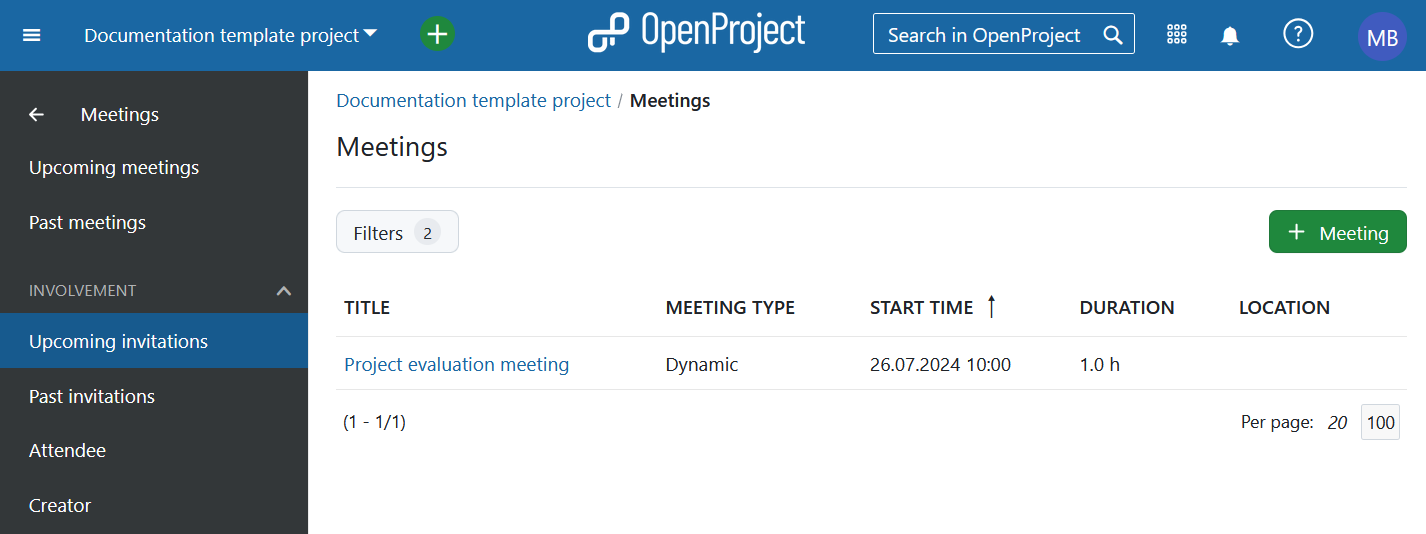 Documentation template project
OpenProject
Search in OpenProject
?
MB
Meetings
Upcoming meetings
Past meetings
INVOLVEMENT
Upcoming invitations
Past invitations
Attendee
Creator
Documentation template project / Meetings
Meetings
Filters 2
+ Meeting
TITLE MEETING TYPE START TIME ↑ DURATION LOCATION
Project evaluation meeting Dynamic 26.07.2024 10:00 1.0 h
(1 - 1/1) Per page: 20 100